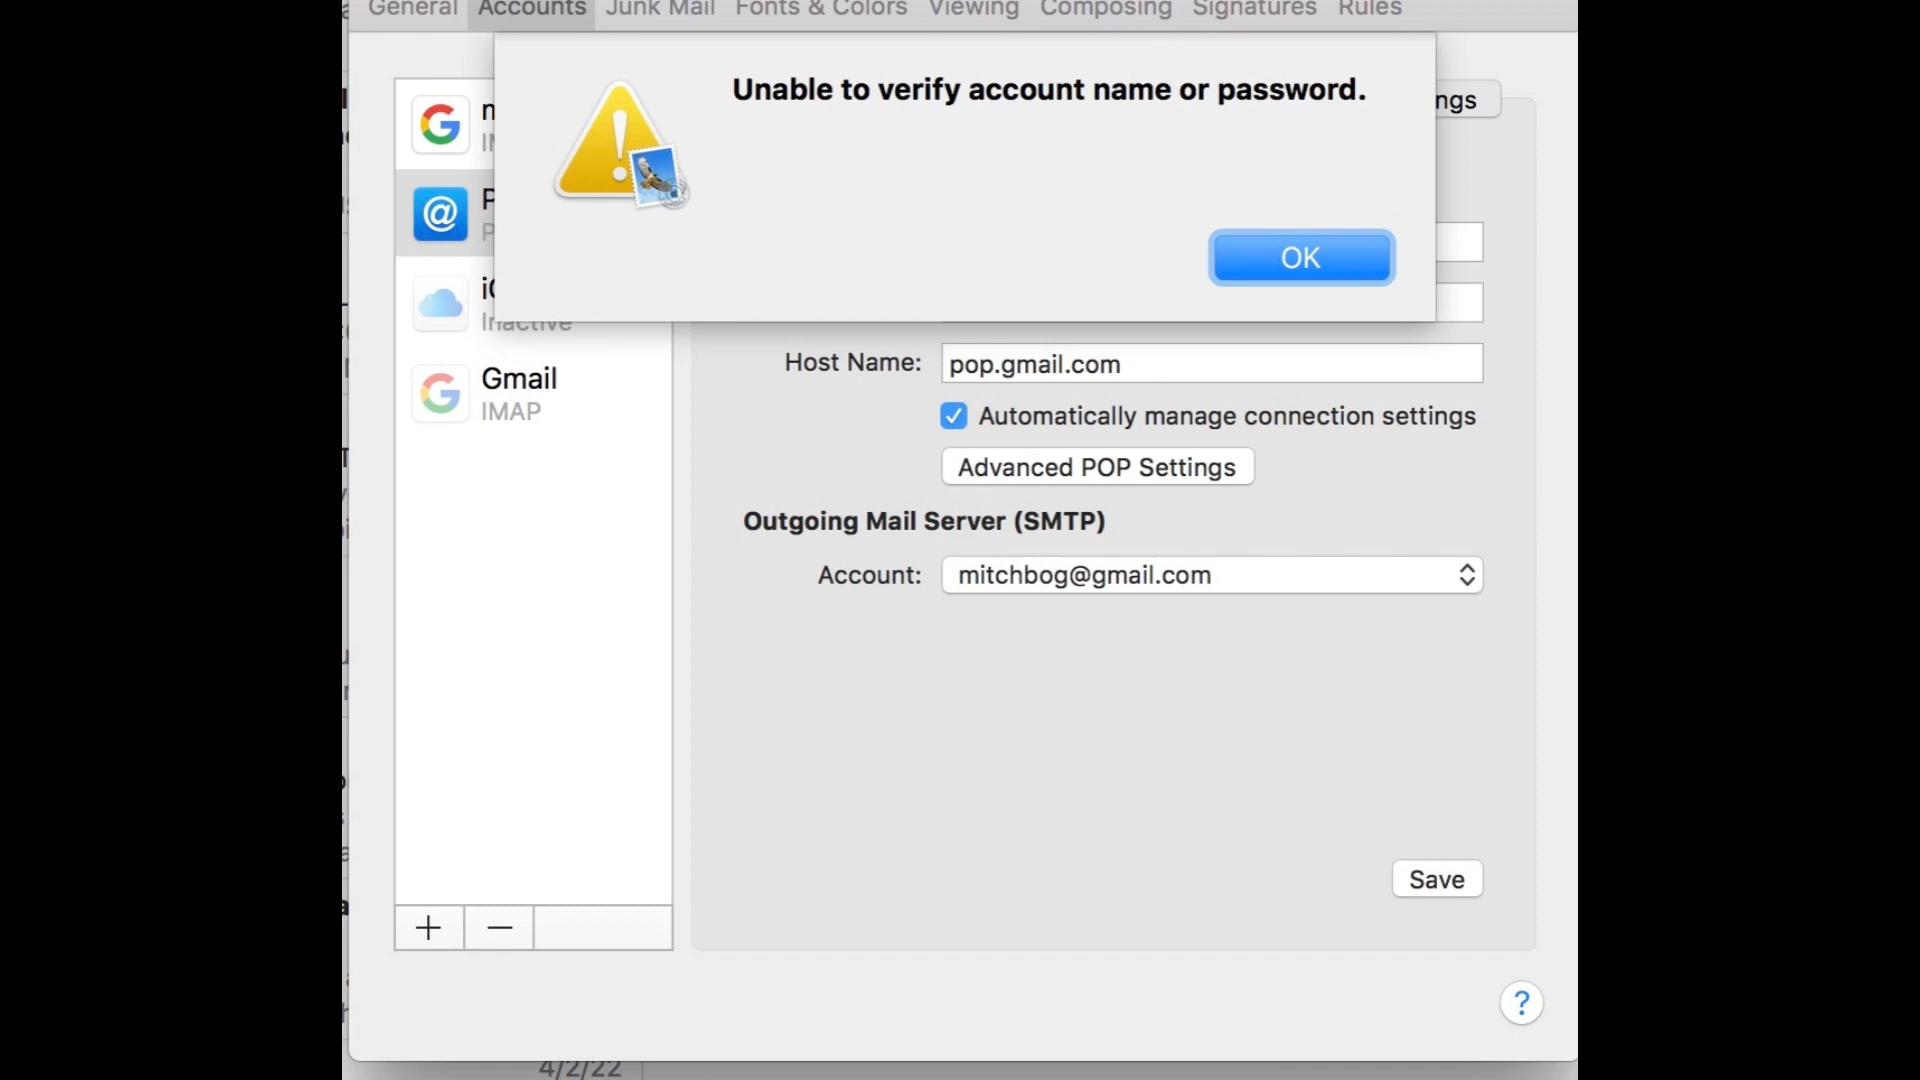 General Accounts Junk Mail Fonts & Colors Viewing Composing Signatures Rules
Unable to verify account name or password.
OK
Inactive
Gmail
IMAP
Host Name: pop.gmail.com
Automatically manage connection settings
Advanced POP Settings
Outgoing Mail Server (SMTP)
Account: mitchbog@gmail.com
Save
?
4/2/22